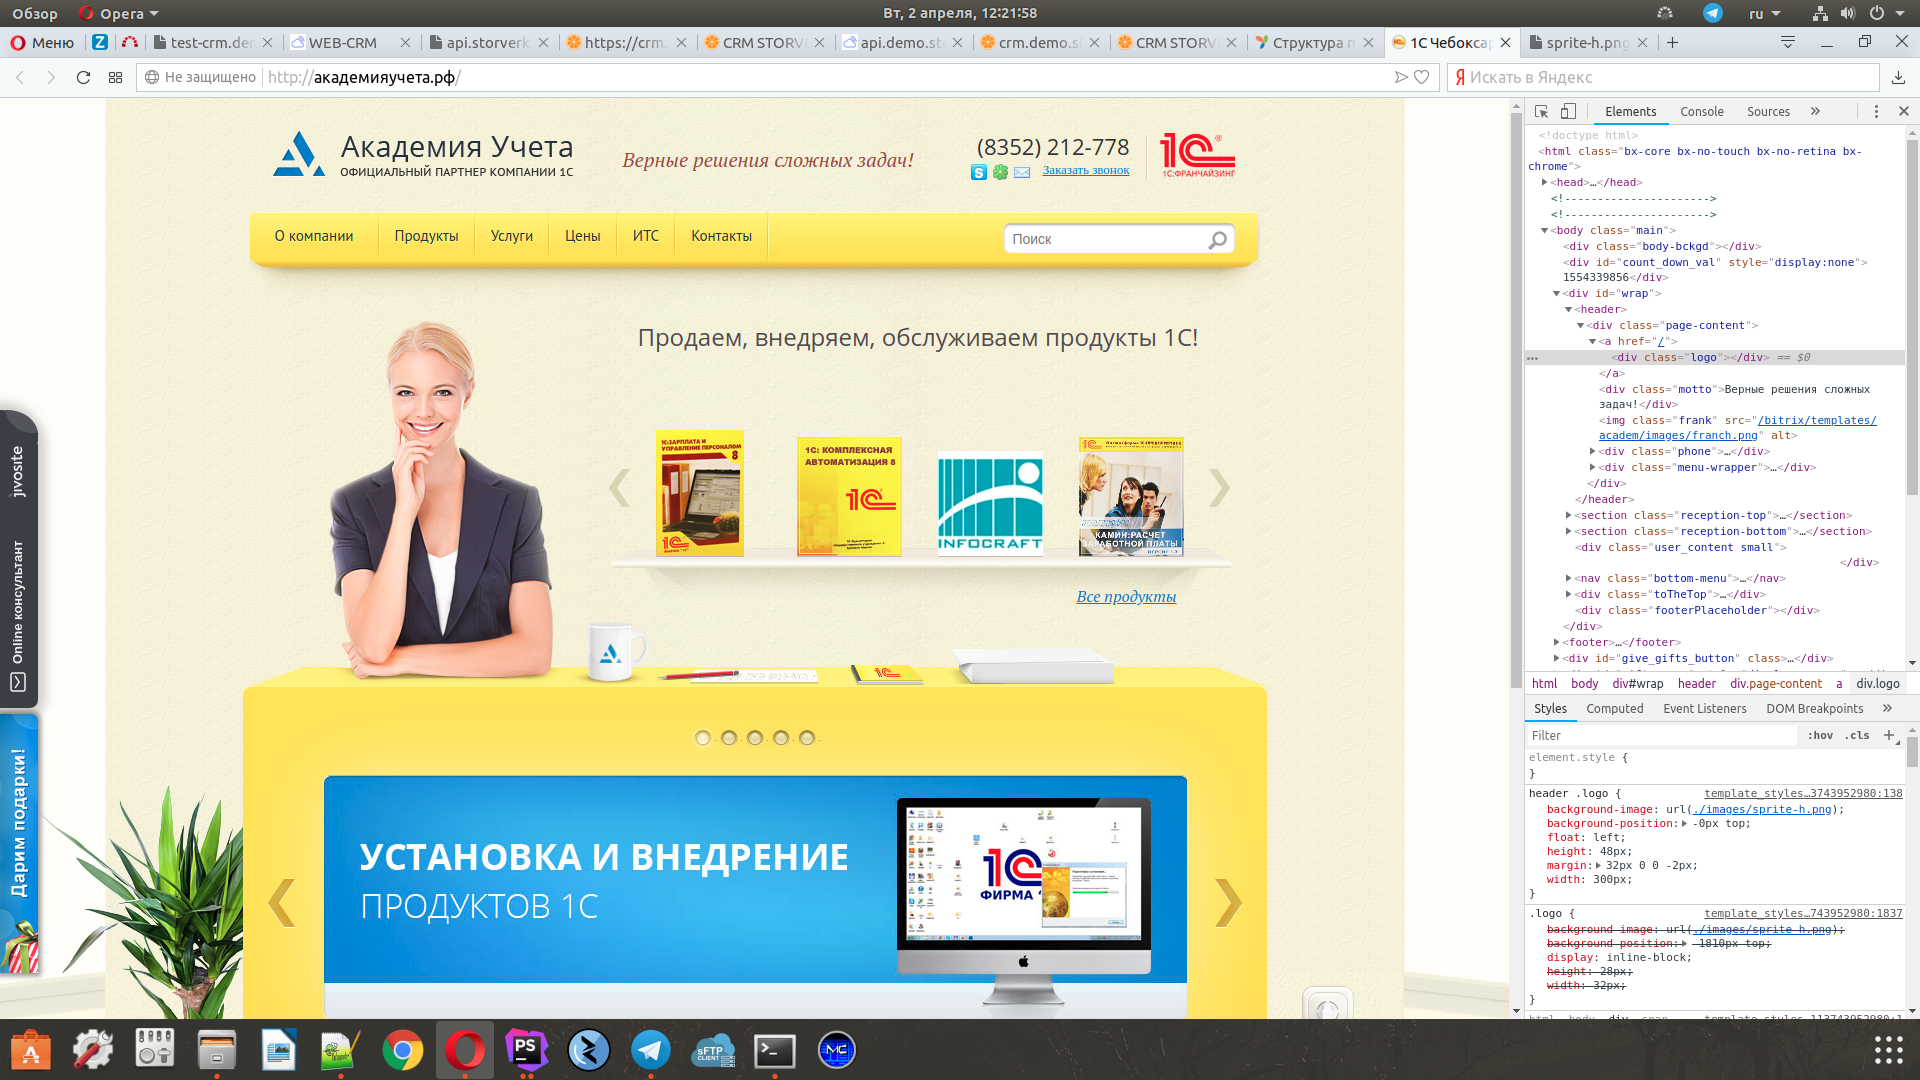 Обзор
Opera
Вт, 2 апреля, 12:21:58
ru
Меню
test-crm.de
WEB-CRM
api.storver
https://crm.
CRM STORV
api.demo.st
crm.demo.s
CRM STORV
Структура п
1С Чебоксар
sprite-h.png
Не защищено
http://академияучета.рф/
Искать в Яндекс
Академия Учета
ОФИЦИАЛЬНЫЙ ПАРТНЕР КОМПАНИИ 1С
Верные решения сложных задач!
(8352) 212-778
Заказать звонок
1С:ФРАНЧАЙЗИНГ
О компании
Продукты
Услуги
Цены
ИТС
Контакты
Поиск
Продаем, внедряем, обслуживаем продукты 1С!
1С:ЗАРПЛАТА И
УПРАВЛЕНИЕ ПЕРСОНАЛОМ
8
ФИРМА "1С"
1С: КОМПЛЕКСНАЯ
АВТОМАТИЗАЦИЯ 8
INFOCRAFT
КАМИН:РАСЧЕТ
ЗАРАБОТНОЙ ПЛАТЫ
Все продукты
jivosite
Online консультант
Дарим подарки!
УСТАНОВКА И ВНЕДРЕНИЕ
ПРОДУКТОВ 1С
ФИРМА
Elements
Console
Sources
<!doctype html>
<html class="bx-core bx-no-touch bx-no-retina bx-
chrome">
<head>…</head>
<!---------------------->
<!---------------------->
<body class="main">
<div class="body-bckgd"></div>
<div id="count_down_val" style="display:none">
1554339856</div>
<div id="wrap">
<header>
<div class="page-content">
<a href="/">
<div class="logo"></div> == $0
</a>
<div class="motto">Верные решения сложных
задач!</div>
<img class="frank" src="/bitrix/templates/
academ/images/franch.png" alt>
<div class="phone">…</div>
<div class="menu-wrapper">…</div>
</div>
</header>
<section class="reception-top">…</section>
<section class="reception-bottom">…</section>
<div class="user_content small">
</div>
<nav class="bottom-menu">…</nav>
<div class="toTheTop">…</div>
<div class="footerPlaceholder"></div>
</div>
<footer>…</footer>
<div id="give_gifts_button" class>…</div>
html
body
div#wrap
header
div.page-content
a
div.logo
Styles
Computed
Event Listeners
DOM Breakpoints
Filter
:hov
.cls
element.style {
}
header .logo {
template_styles…3743952980:138
background-image: url(./images/sprite-h.png);
background-position: -0px top;
float: left;
height: 48px;
margin: 32px 0 0 -2px;
width: 300px;
}
.logo {
template_styles…743952980:1837
background-image: url(./images/sprite-h.png);
background-position: -1810px top;
display: inline-block;
height: 28px;
width: 32px;
}
PS
sFTP
CLIENT
MC